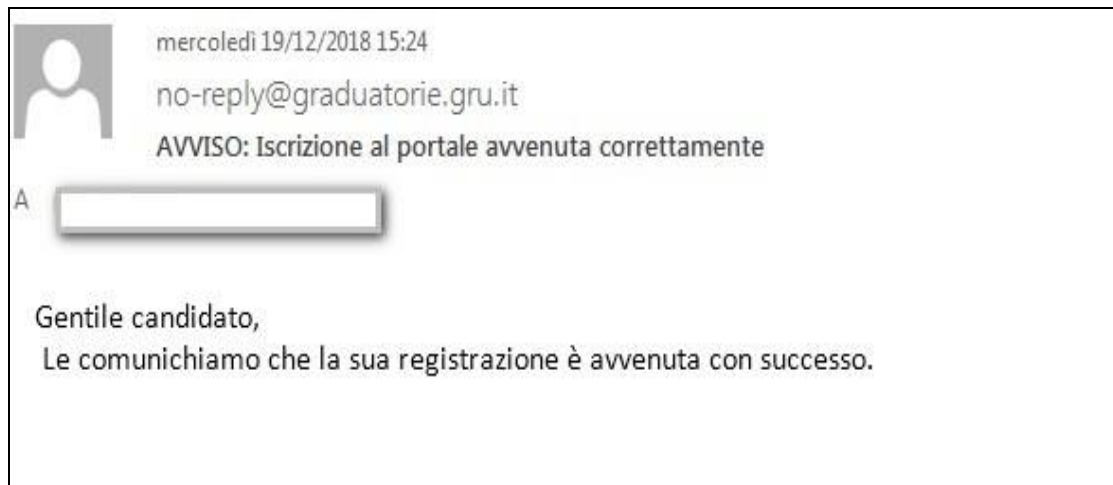 mercoledì 19/12/2018 15:24
no-reply@graduatorie.gru.it
AVVISO: Iscrizione al portale avvenuta correttamente
A
Gentile candidato,
Le comunichiamo che la sua registrazione è avvenuta con successo.